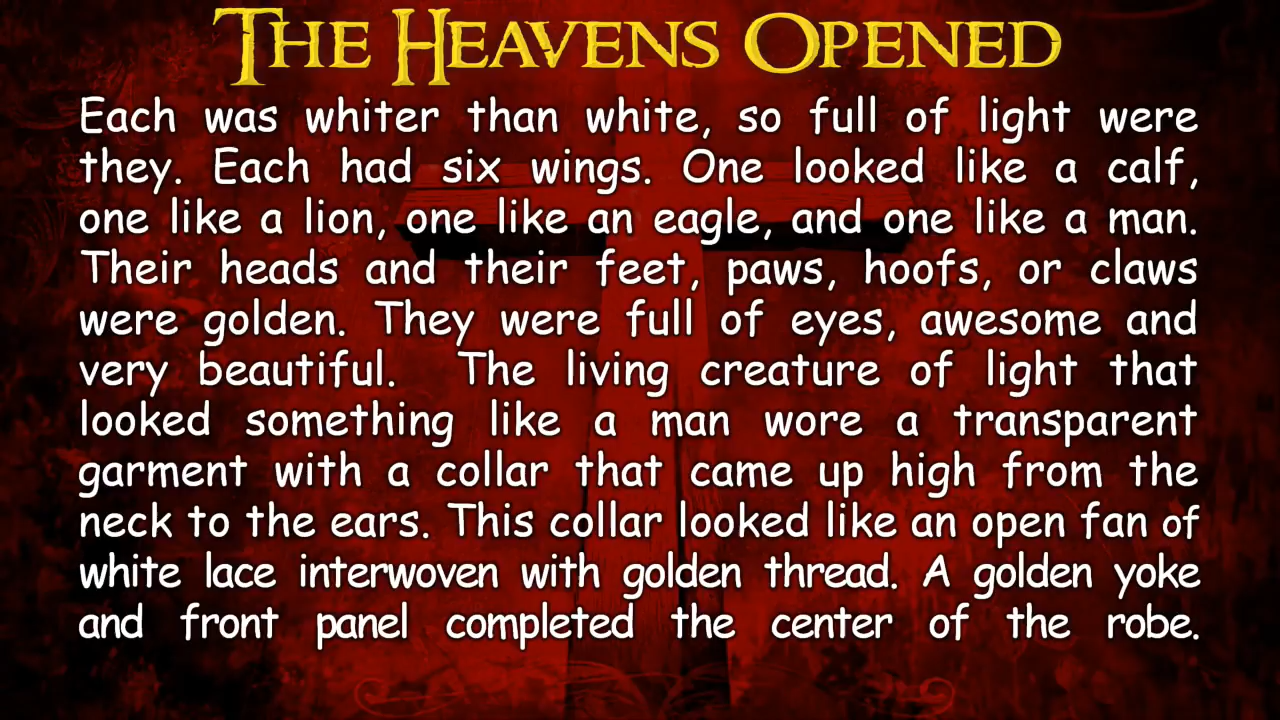 THE HEAVENS OPENED
Each was whiter than white, so full of light were
they. Each had six wings. One looked like a calf,
one like a lion, one like an eagle, and one like a man.
Their heads and their feet, paws, hoofs, or claws
were golden. They were full of eyes, awesome and
very beautiful. The living creature of light that
looked something like a man wore a transparent
garment with a collar that came up high from the
neck to the ears. This collar looked like an open fan of
white lace interwoven with golden thread. A golden yoke
and front panel completed the center of the robe.